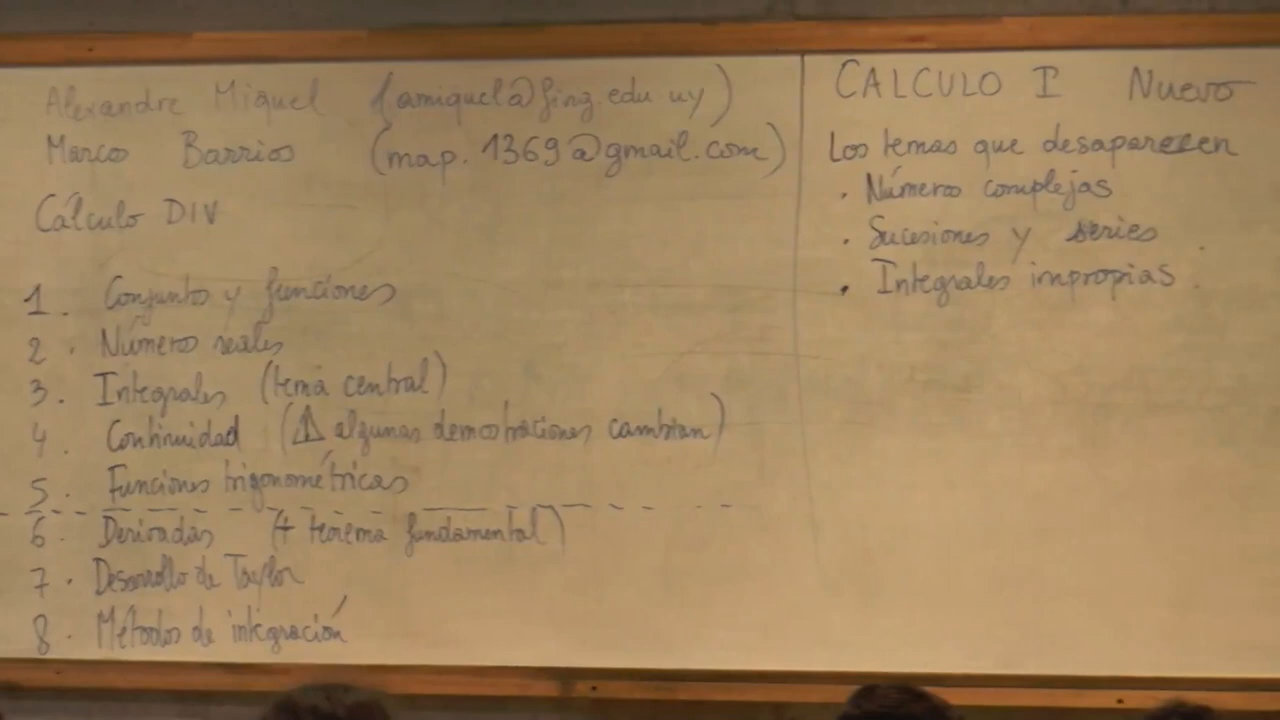 Alexandre Miquel (amiquel@fing.edu.uy)
Marco Barrios (map.1369@gmail.com)
Cálculo DIV
1. Conjuntos y funciones
2. Números reales
3. Integrales (tema central)
4. Continuidad (⚠ algunas demostraciones cambian)
5. Funciones trigonométricas
6. Derivadas (+ teorema fundamental)
7. Desarrollo de Taylor
8. Métodos de integración
CALCULO I Nuevo
Los temas que desaparecen
· Números complejas
· Sucesiones y series
· Integrales impropias